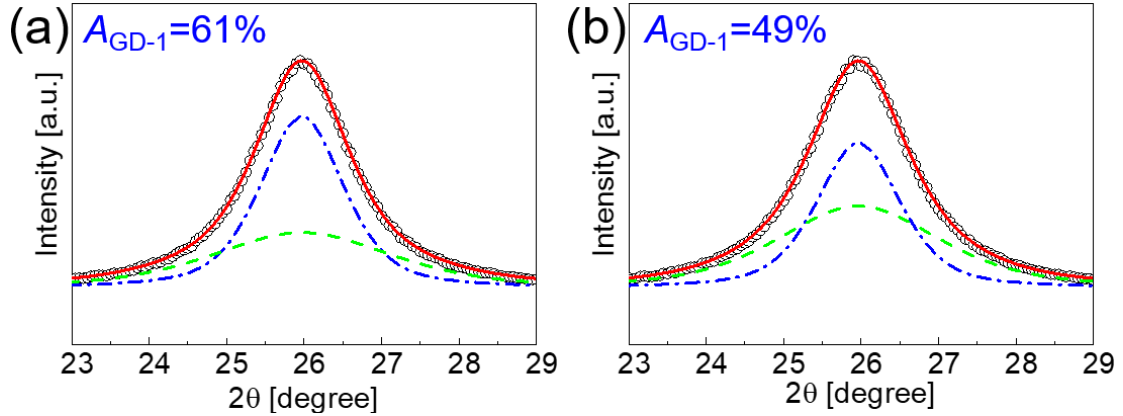 (a) A_GD-1=61%
Intensity [a.u.]
23 24 25 26 27 28 29
2θ [degree]
(b) A_GD-1=49%
Intensity [a.u.]
23 24 25 26 27 28 29
2θ [degree]